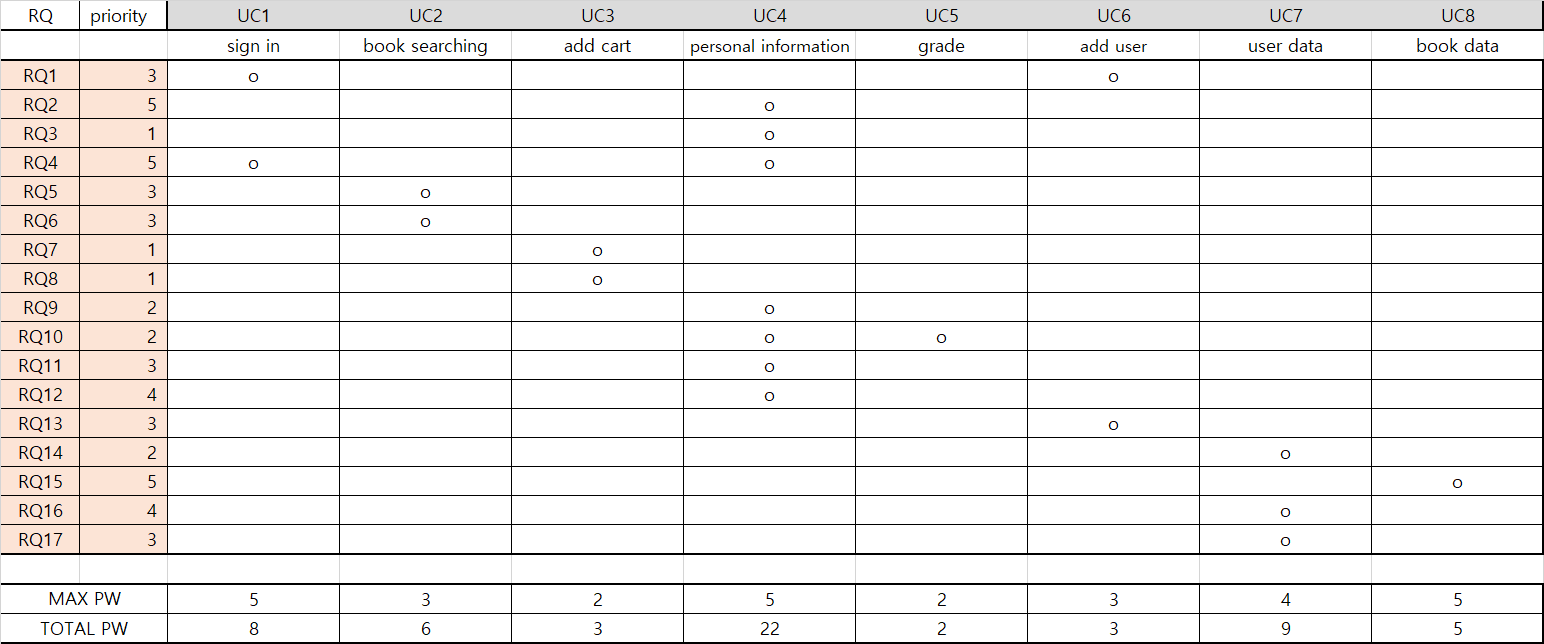 RQ priority UC1 UC2 UC3 UC4 UC5 UC6 UC7 UC8
sign in book searching add cart personal information grade add user user data book data
RQ1 3 o o
RQ2 5 o
RQ3 1 o
RQ4 5 o o
RQ5 3 o
RQ6 3 o
RQ7 1 o
RQ8 1 o
RQ9 2 o
RQ10 2 o o
RQ11 3 o
RQ12 4 o
RQ13 3 o
RQ14 2 o
RQ15 5 o
RQ16 4 o
RQ17 3 o
MAX PW 5 3 2 5 2 3 4 5
TOTAL PW 8 6 3 22 2 3 9 5